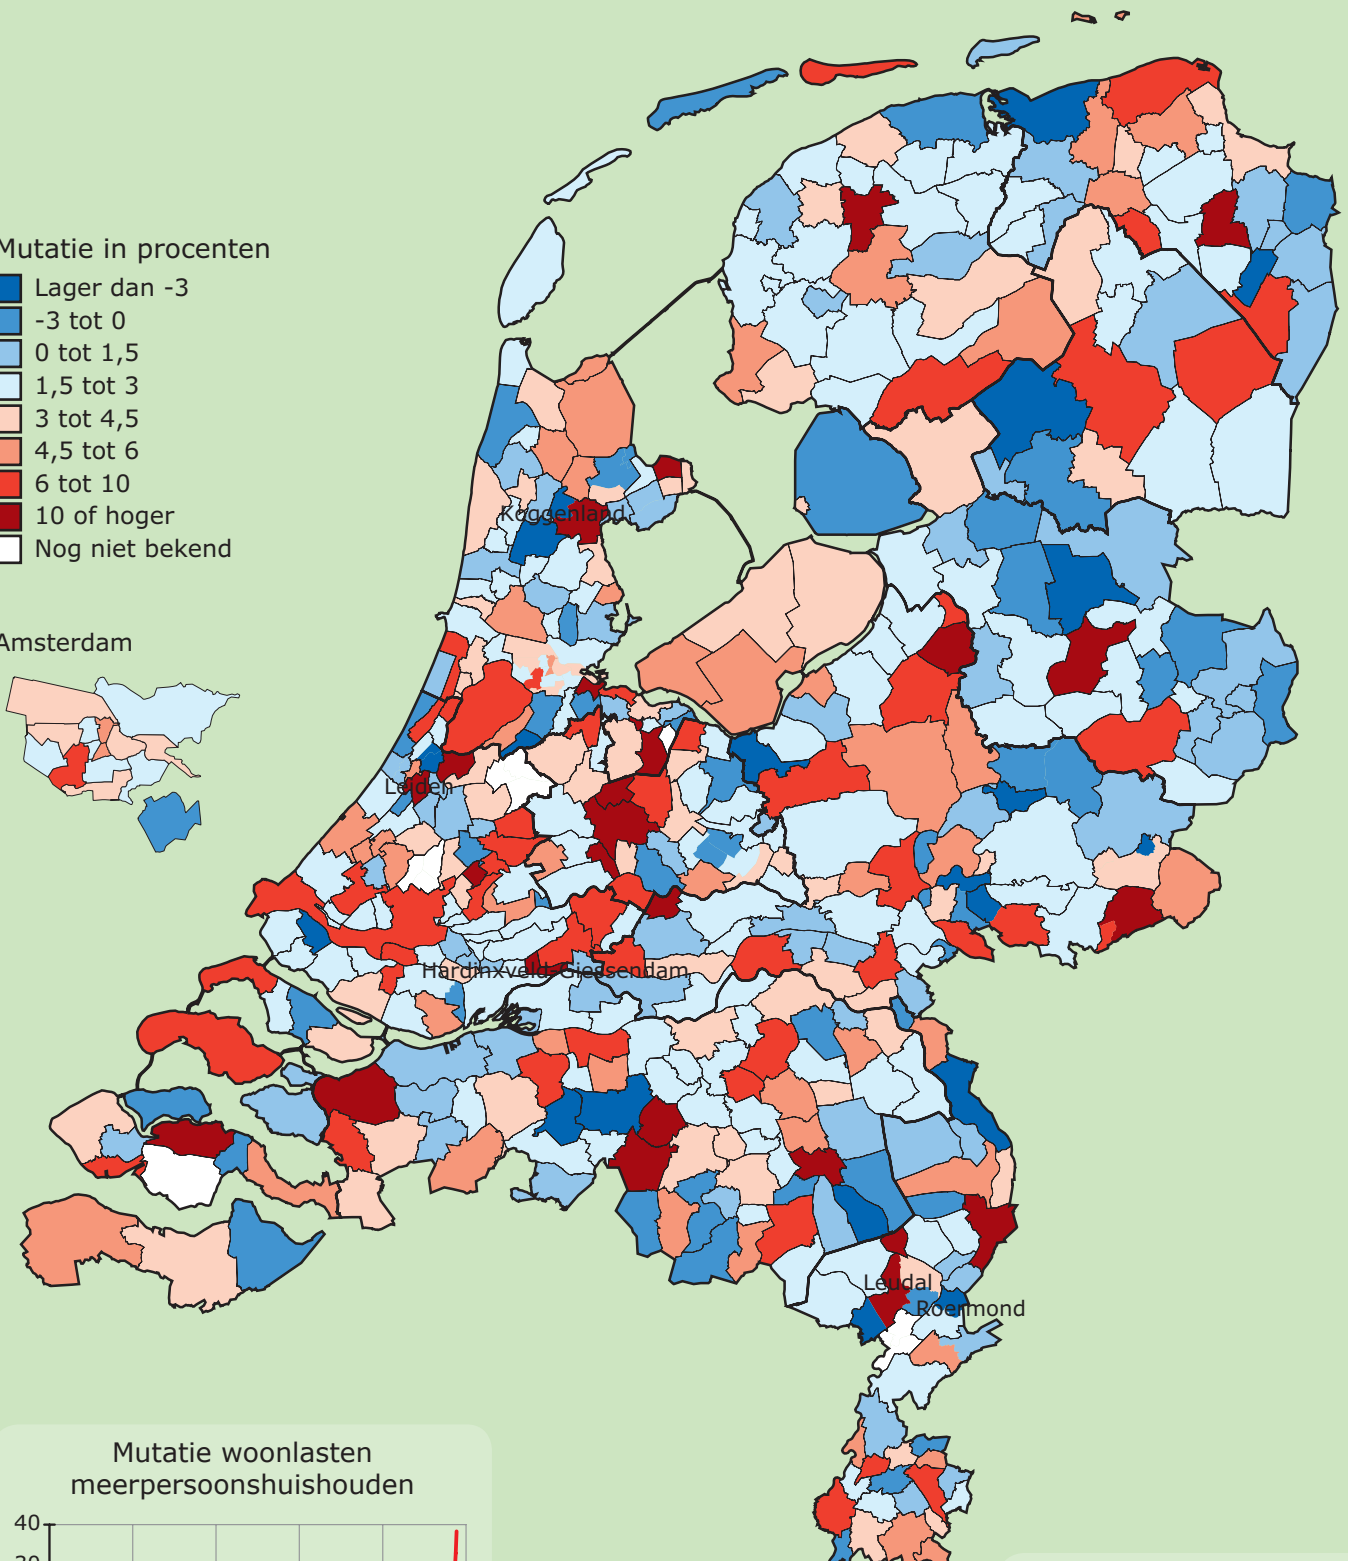 Mutatie in procenten
Lager dan -3
-3 tot 0
0 tot 1,5
1,5 tot 3
3 tot 4,5
4,5 tot 6
6 tot 10
10 of hoger
Nog niet bekend
Koggenland
Amsterdam
Leiden
Hardinxveld-Giessendam
Leudal
Roermond
Mutatie woonlasten
meerpersoonshuishouden
40